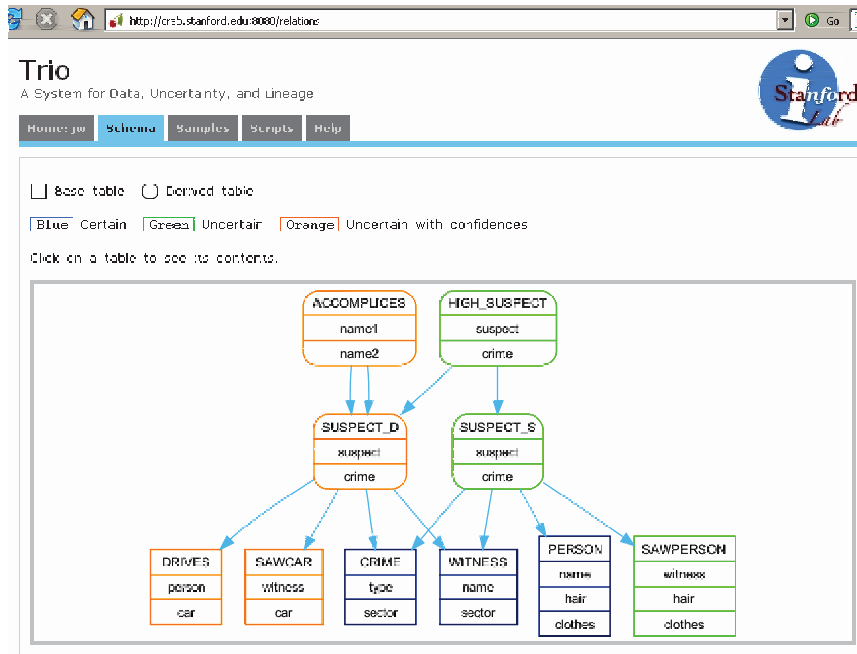 http://cra5.stanford.edu:8080/relations
Go
Trio
A System for Data, Uncertainty, and Lineage
Stanford
i
Lab
Home: jw Schema Samples Scripts Help
Base table Derived table
Blue Certain Green Uncertain Orange Uncertain with confidences
Click on a table to see its contents.
ACCOMPLICES HIGH_SUSPECT
name1 suspect
name2 crime
SUSPECT_D SUSPECT_S
suspect suspect
crime crime
DRIVES SAWCAR CRIME WITNESS PERSON SAWPERSON
person witness type name name witness
car car sector sector hair hair
clothes clothes